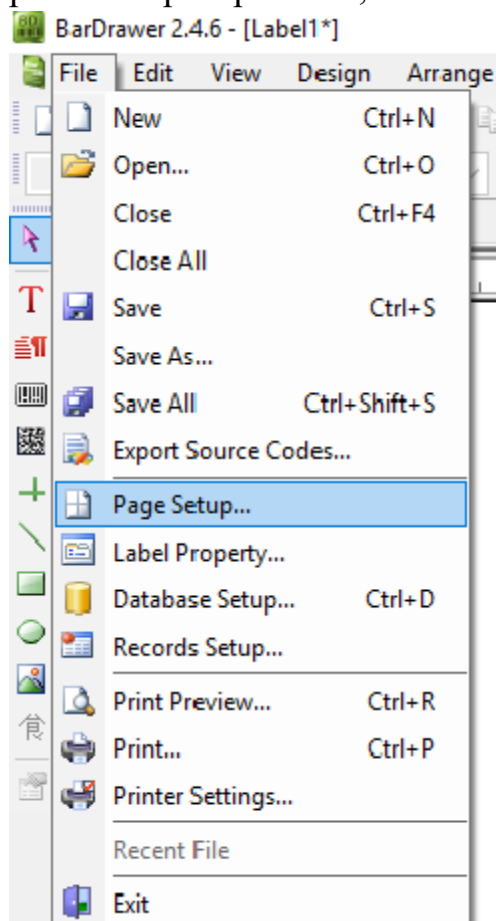 BarDrawer 2.4.6 - [Label1*]
File Edit View Design Arrange
New Ctrl+N
Open... Ctrl+O
Close Ctrl+F4
Close All
Save Ctrl+S
Save As...
Save All Ctrl+Shift+S
Export Source Codes...
Page Setup...
Label Property...
Database Setup... Ctrl+D
Records Setup...
Print Preview... Ctrl+R
Print... Ctrl+P
Printer Settings...
Recent File
Exit